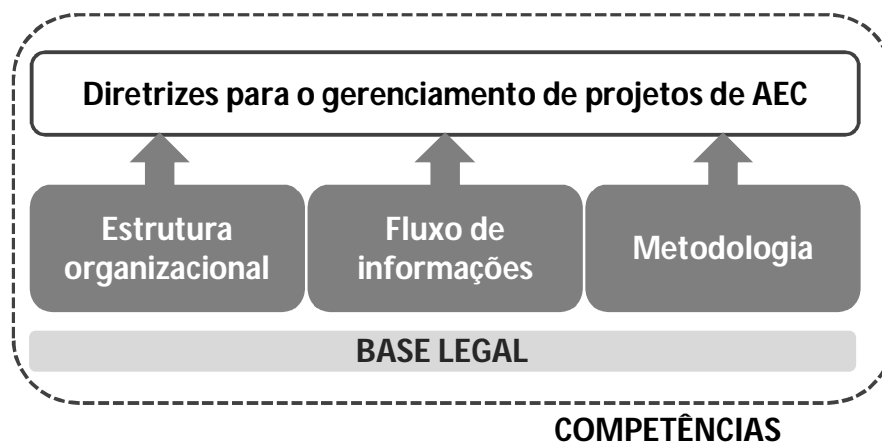 Diretrizes para o gerenciamento de projetos de AEC
Estrutura
organizacional
Fluxo de
informações
Metodologia
BASE LEGAL
COMPETÊNCIAS